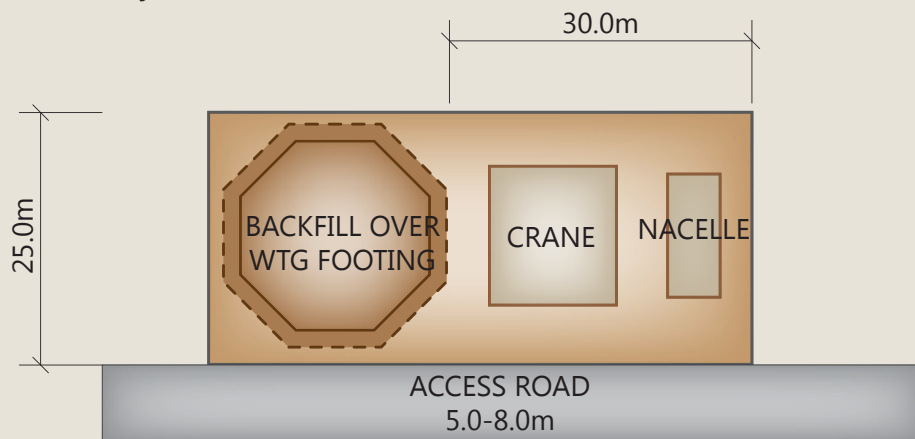 30.0m
25.0m
BACKFILL OVER
WTG FOOTING
CRANE
NACELLE
ACCESS ROAD
5.0-8.0m